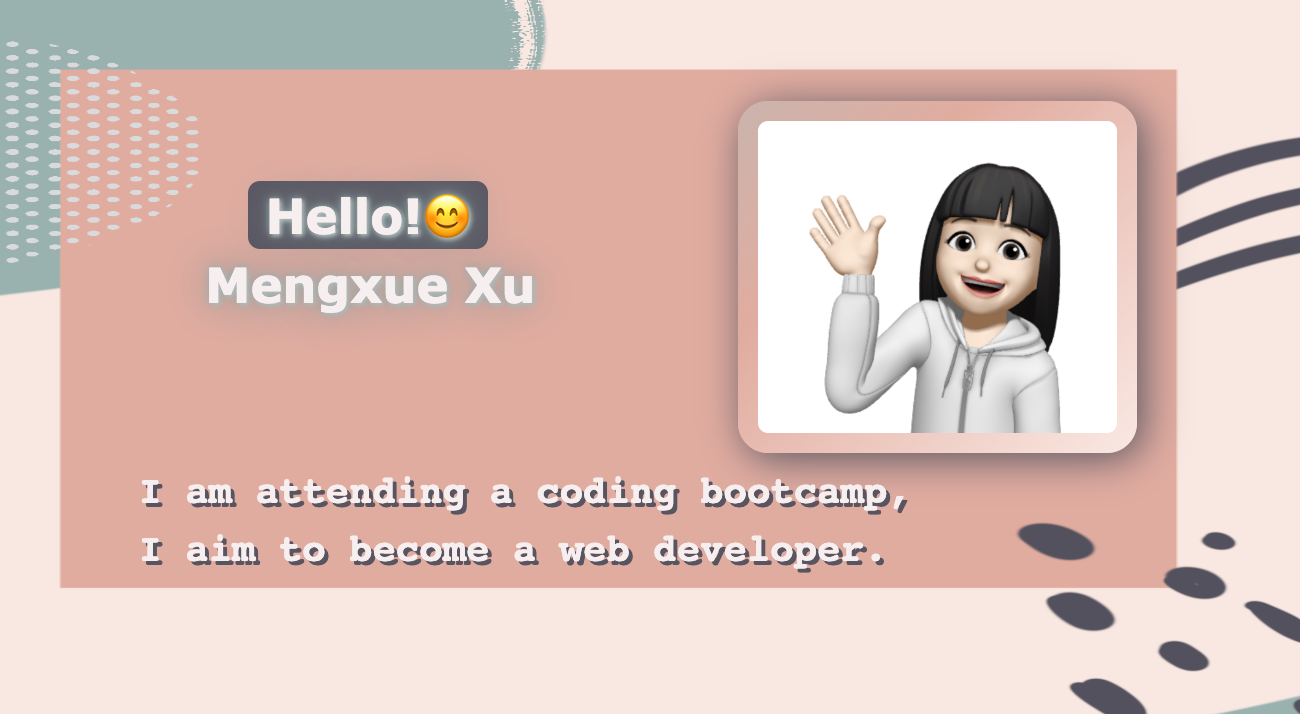 Hello!😊
Mengxue Xu
I am attending a coding bootcamp,
I aim to become a web developer.